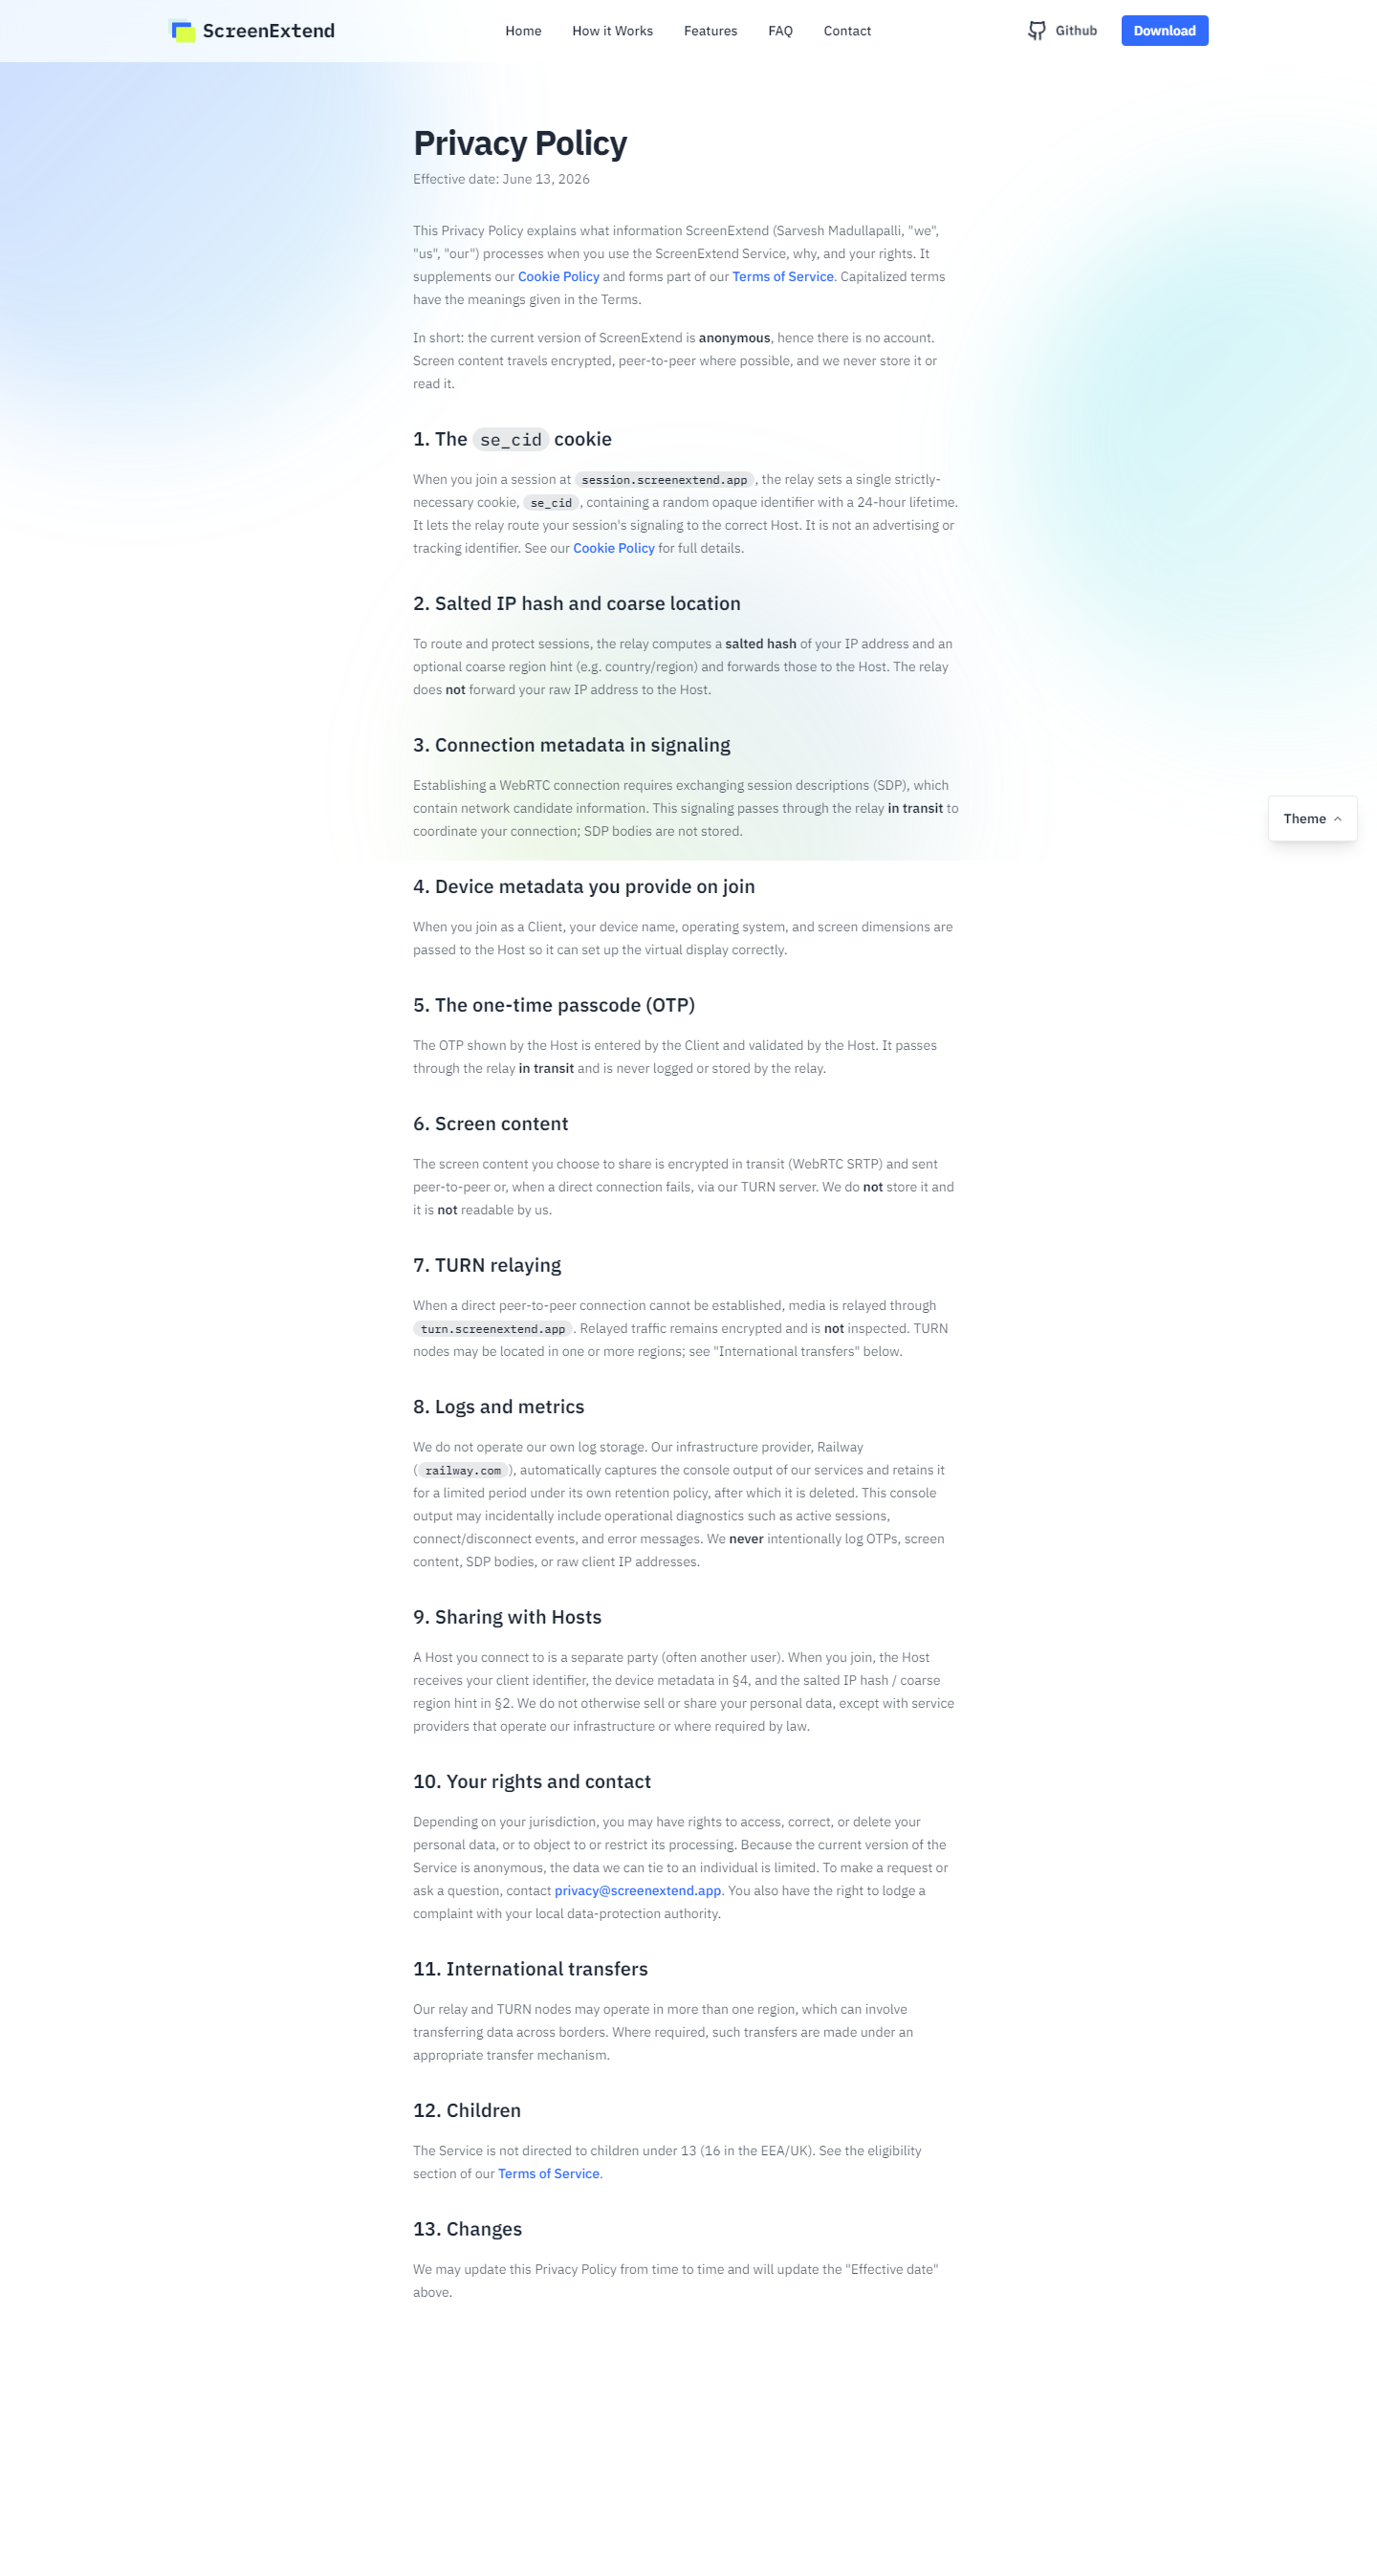 ScreenExtend
Home
How it Works
Features
FAQ
Contact
Github
Download
Privacy Policy
Effective date: June 13, 2026
This Privacy Policy explains what information ScreenExtend (Sarvesh Madullapalli, "we",
"us", "our") processes when you use the ScreenExtend Service, why, and your rights. It
supplements our Cookie Policy and forms part of our Terms of Service. Capitalized terms
have the meanings given in the Terms.
In short: the current version of ScreenExtend is anonymous, hence there is no account.
Screen content travels encrypted, peer-to-peer where possible, and we never store it or
read it.
1. The se_cid cookie
When you join a session at session.screenextend.app, the relay sets a single strictly-
necessary cookie, se_cid, containing a random opaque identifier with a 24-hour lifetime.
It lets the relay route your session's signaling to the correct Host. It is not an advertising or
tracking identifier. See our Cookie Policy for full details.
2. Salted IP hash and coarse location
To route and protect sessions, the relay computes a salted hash of your IP address and an
optional coarse region hint (e.g. country/region) and forwards those to the Host. The relay
does not forward your raw IP address to the Host.
3. Connection metadata in signaling
Establishing a WebRTC connection requires exchanging session descriptions (SDP), which
contain network candidate information. This signaling passes through the relay in transit to
coordinate your connection; SDP bodies are not stored.
Theme
4. Device metadata you provide on join
When you join as a Client, your device name, operating system, and screen dimensions are
passed to the Host so it can set up the virtual display correctly.
5. The one-time passcode (OTP)
The OTP shown by the Host is entered by the Client and validated by the Host. It passes
through the relay in transit and is never logged or stored by the relay.
6. Screen content
The screen content you choose to share is encrypted in transit (WebRTC SRTP) and sent
peer-to-peer or, when a direct connection fails, via our TURN server. We do not store it and
it is not readable by us.
7. TURN relaying
When a direct peer-to-peer connection cannot be established, media is relayed through
turn.screenextend.app. Relayed traffic remains encrypted and is not inspected. TURN
nodes may be located in one or more regions; see "International transfers" below.
8. Logs and metrics
We do not operate our own log storage. Our infrastructure provider, Railway
(railway.com), automatically captures the console output of our services and retains it
for a limited period under its own retention policy, after which it is deleted. This console
output may incidentally include operational diagnostics such as active sessions,
connect/disconnect events, and error messages. We never intentionally log OTPs, screen
content, SDP bodies, or raw client IP addresses.
9. Sharing with Hosts
A Host you connect to is a separate party (often another user). When you join, the Host
receives your client identifier, the device metadata in §4, and the salted IP hash / coarse
region hint in §2. We do not otherwise sell or share your personal data, except with service
providers that operate our infrastructure or where required by law.
10. Your rights and contact
Depending on your jurisdiction, you may have rights to access, correct, or delete your
personal data, or to object to or restrict its processing. Because the current version of the
Service is anonymous, the data we can tie to an individual is limited. To make a request or
ask a question, contact privacy@screenextend.app. You also have the right to lodge a
complaint with your local data-protection authority.
11. International transfers
Our relay and TURN nodes may operate in more than one region, which can involve
transferring data across borders. Where required, such transfers are made under an
appropriate transfer mechanism.
12. Children
The Service is not directed to children under 13 (16 in the EEA/UK). See the eligibility
section of our Terms of Service.
13. Changes
We may update this Privacy Policy from time to time and will update the "Effective date"
above.